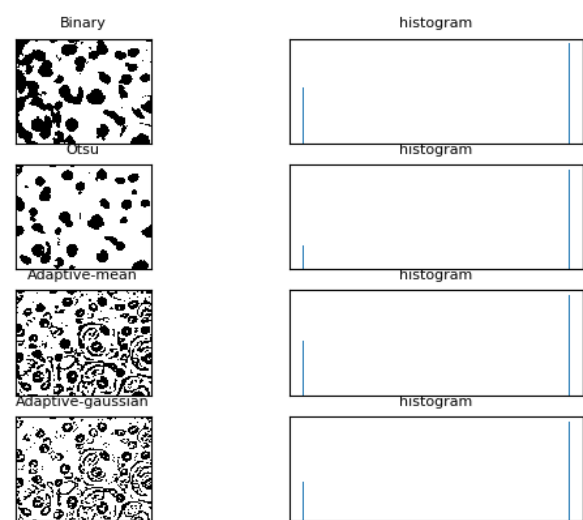 Binary
histogram
Otsu
histogram
Adaptive-mean
histogram
Adaptive-gaussian
histogram